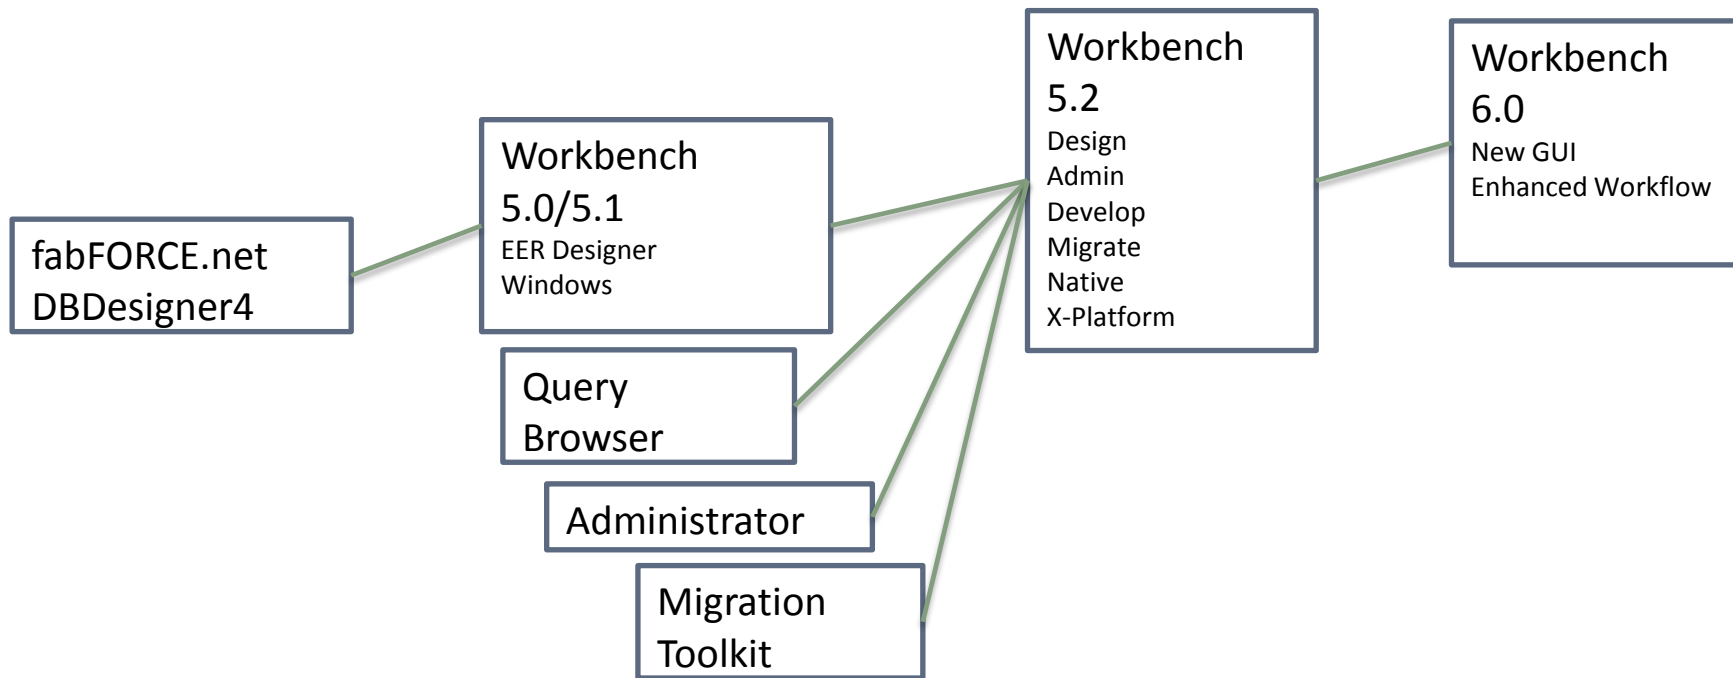 fabFORCE.net
DBDesigner4
Workbench
5.0/5.1
EER Designer
Windows
Query
Browser
Administrator
Migration
Toolkit
Workbench
5.2
Design
Admin
Develop
Migrate
Native
X-Platform
Workbench
6.0
New GUI
Enhanced Workflow